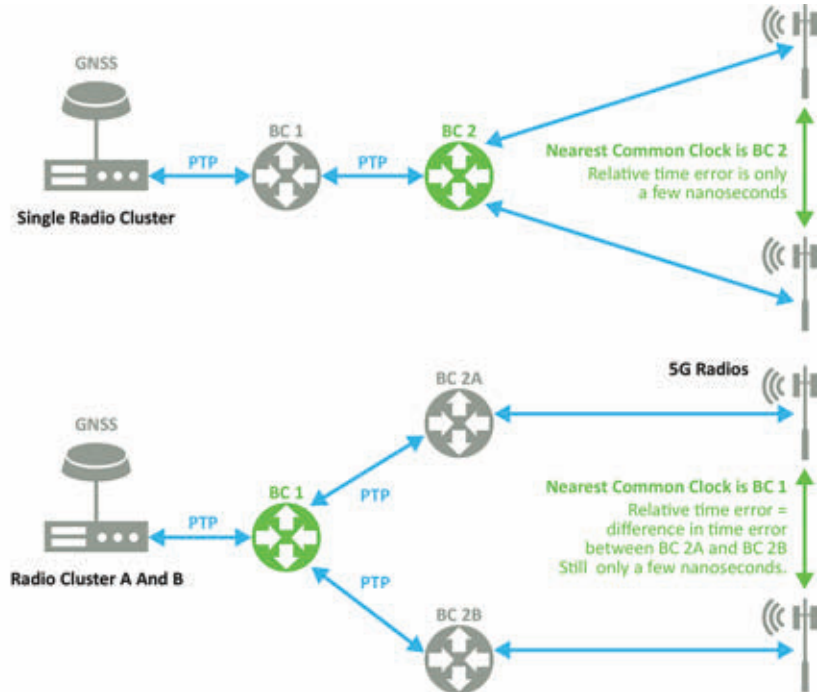 GNSS
BC 1
BC 2
PTP
PTP
Single Radio Cluster
Nearest Common Clock is BC 2
Relative time error is only
a few nanoseconds
5G Radios
GNSS
BC 2A
BC 1
PTP
PTP
PTP
Radio Cluster A And B
BC 2B
Nearest Common Clock is BC 1
Relative time error =
difference in time error
between BC 2A and BC 2B
Still only a few nanoseconds.